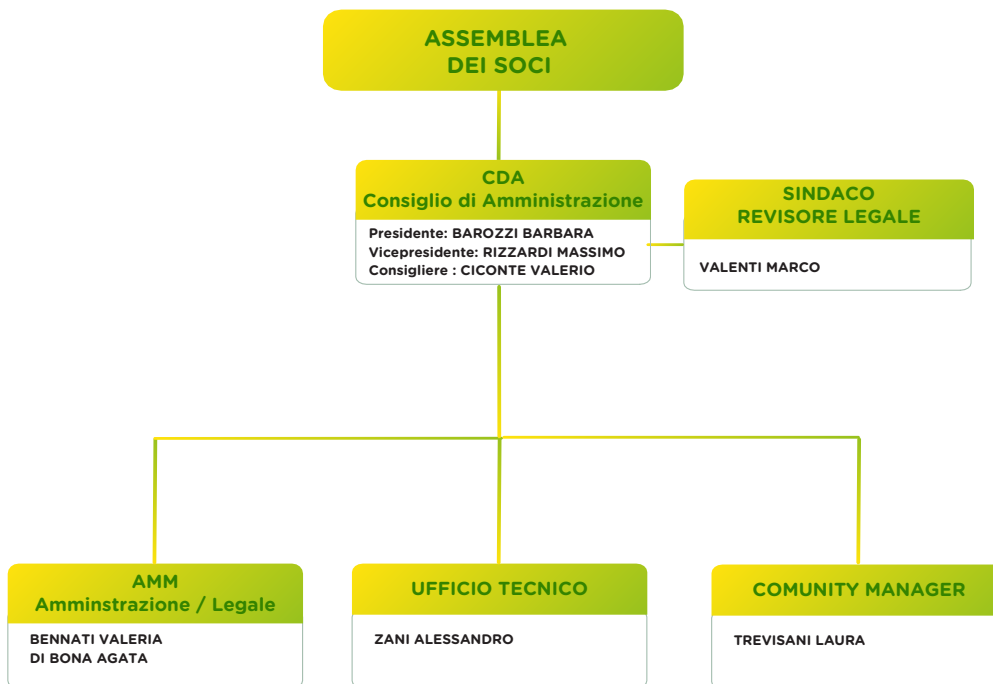 ASSEMBLEA
DEI SOCI
CDA
Consiglio di Amministrazione
Presidente: BAROZZI BARBARA
Vicepresidente: RIZZARDI MASSIMO
Consigliere : CICONTE VALERIO
SINDACO
REVISORE LEGALE
VALENTI MARCO
AMM
Amminstrazione / Legale
BENNATI VALERIA
DI BONA AGATA
UFFICIO TECNICO
ZANI ALESSANDRO
COMUNITY MANAGER
TREVISANI LAURA